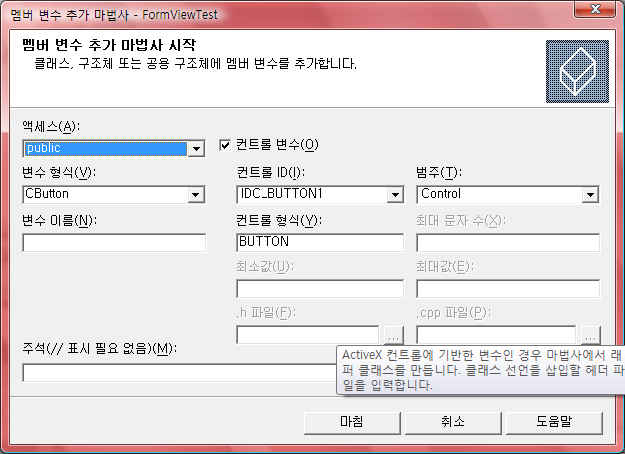 멤버 변수 추가 마법사 - FormViewTest
멤버 변수 추가 마법사 시작
클래스, 구조체 또는 공용 구조체에 멤버 변수를 추가합니다.
액세스(A):
public
컨트롤 변수(O)
변수 형식(V):
컨트롤 ID(I):
범주(T):
CButton
IDC_BUTTON1
Control
변수 이름(N):
컨트롤 형식(Y):
최대 문자 수(X):
BUTTON
최소값(U):
최대값(E):
.h 파일(F):
.cpp 파일(P):
...
...
주석(// 표시 필요 없음)(M):
ActiveX 컨트롤에 기반한 변수인 경우 마법사에서 래
퍼 클래스를 만듭니다. 클래스 선언을 삽입할 헤더 파
일을 입력합니다.
마침
취소
도움말